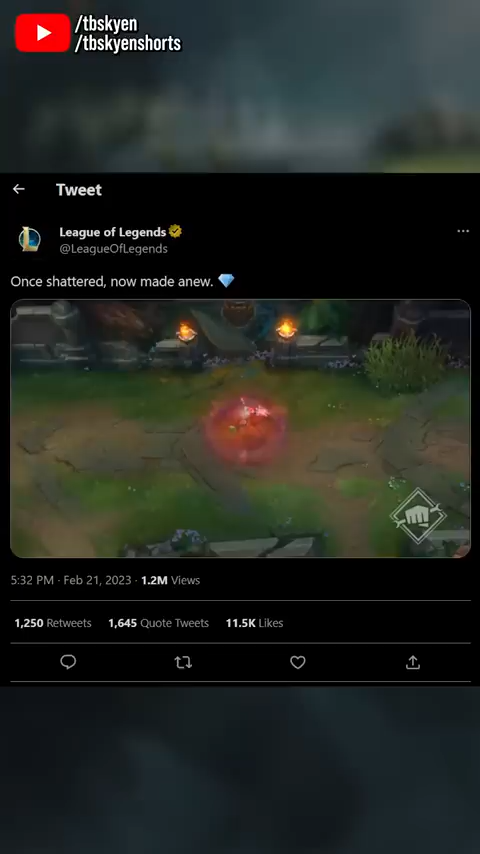 /tbskyen
/tbskyenshorts
Tweet
League of Legends
@LeagueOfLegends
Once shattered, now made anew. 💎
5:32 PM · Feb 21, 2023 · 1.2M Views
1,250 Retweets 1,645 Quote Tweets 11.5K Likes